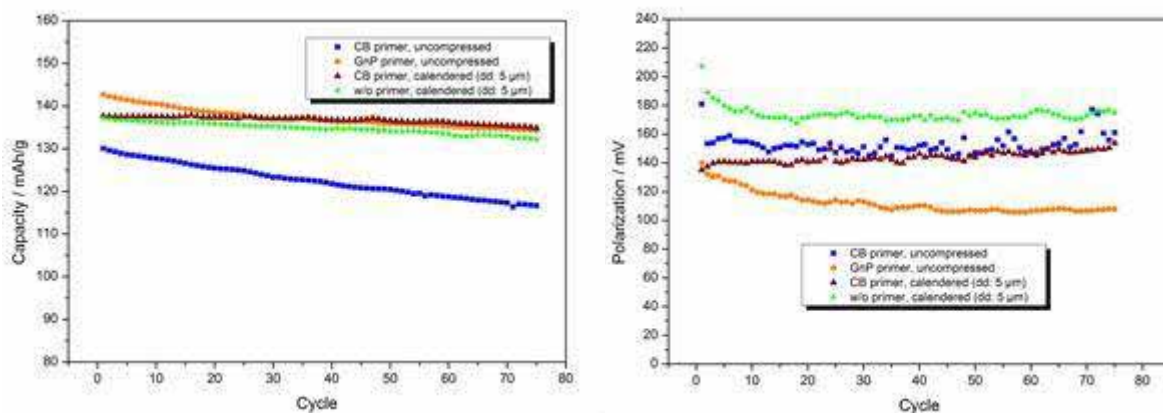 160
150
140
130
120
110
100
90
80
Capacity / mAh/g
CB primer, uncompressed
GnP primer, uncompressed
CB primer, calendered (dd: 5 µm)
w/o primer, calendered (dd: 5 µm)
0 10 20 30 40 50 60 70 80
Cycle
240
220
200
180
160
140
120
100
80
60
40
20
0
Polarization / mV
CB primer, uncompressed
GnP primer, uncompressed
CB primer, calendered (dd: 5 µm)
w/o primer, calendered (dd: 5 µm)
0 10 20 30 40 50 60 70 80
Cycle